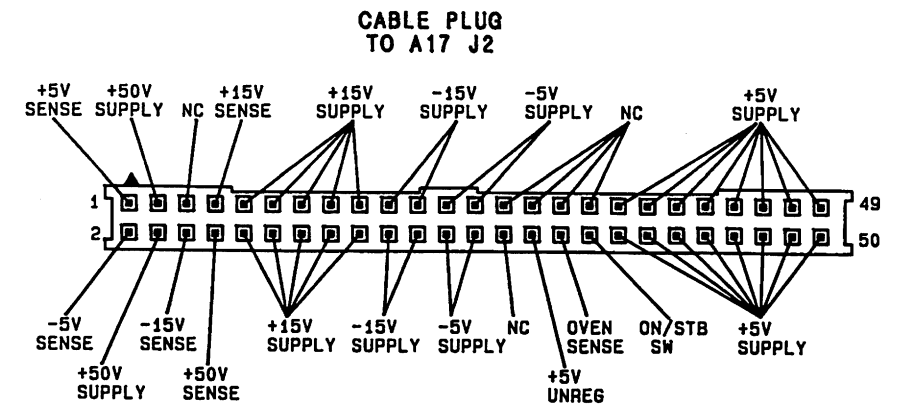 CABLE PLUG
TO A17 J2
+5V
SENSE
+50V
SUPPLY
NC
+15V
SENSE
+15V
SUPPLY
-15V
SUPPLY
-5V
SUPPLY
NC
+5V
SUPPLY
1
49
2
50
-5V
SENSE
+50V
SUPPLY
-15V
SENSE
+50V
SENSE
+15V
SUPPLY
-15V
SUPPLY
-5V
SUPPLY
NC
+5V
UNREG
OVEN
SENSE
ON/STB
SW
+5V
SUPPLY